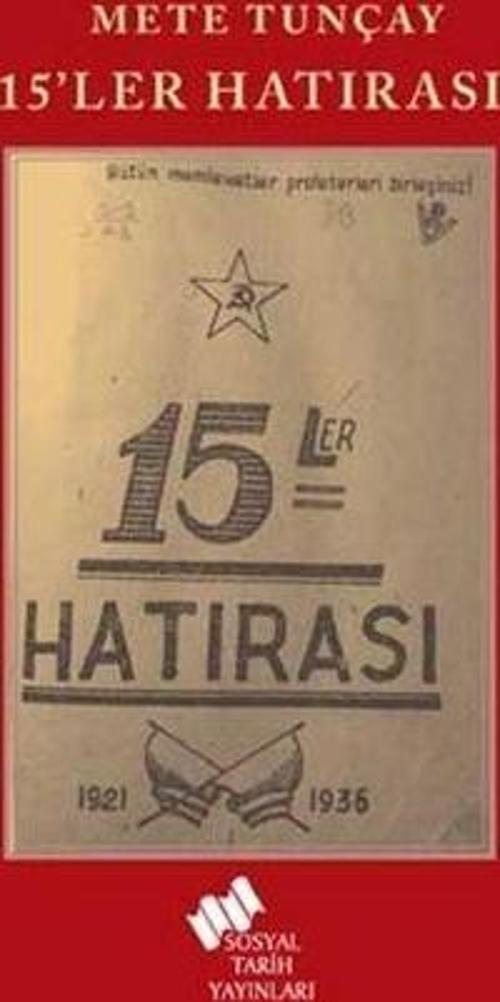 METE TUNÇAY
15'LER HATIRASI
Bütün memleketler proleterleri birleşiniz!
15 LER
HATIRASI
1921 1936
SOSYAL
TARİH
YAYINLARI